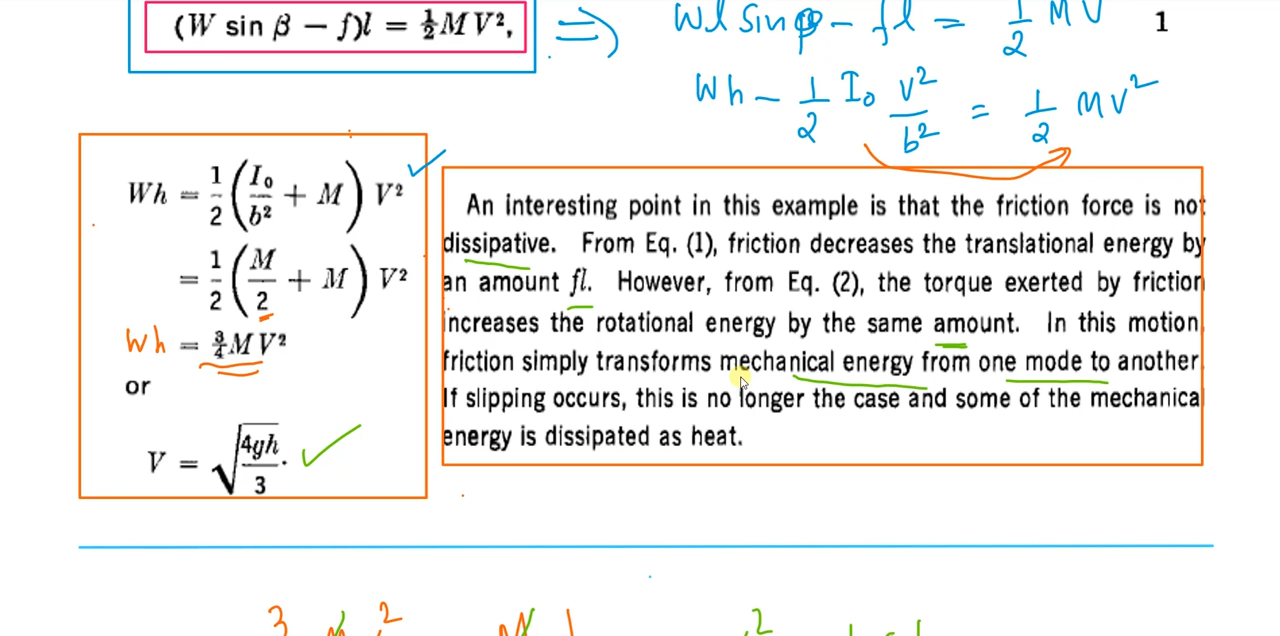 (W sin β − f)l = ½MV², ⟹ Wl sinβ − fl = 1/2 MV 1
Wh − 1/2 I₀ V²/b² = 1/2 MV²
Wh = 1/2 (I₀/b² + M) V²
= 1/2 (M/2 + M) V²
Wh = ¾MV²
or
V = √(4gh/3).
An interesting point in this example is that the friction force is not
dissipative. From Eq. (1), friction decreases the translational energy by
an amount fl. However, from Eq. (2), the torque exerted by friction
increases the rotational energy by the same amount. In this motion
friction simply transforms mechanical energy from one mode to another
If slipping occurs, this is no longer the case and some of the mechanica
energy is dissipated as heat.